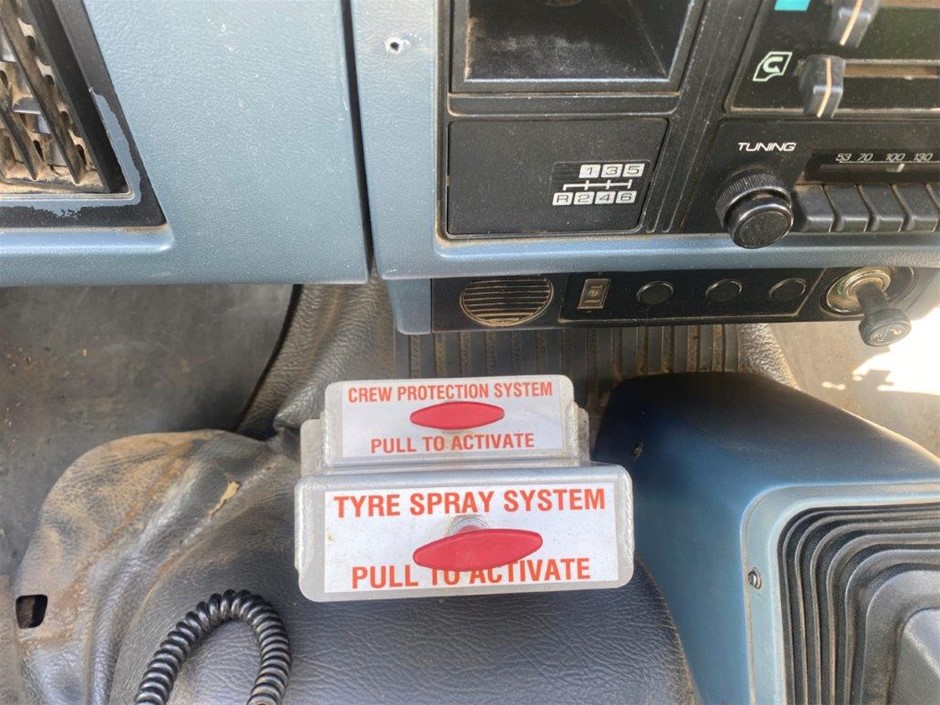 1 3 5
R 2 4 6
TUNING
53 70 100 130
CREW PROTECTION SYSTEM
PULL TO ACTIVATE
TYRE SPRAY SYSTEM
PULL TO ACTIVATE